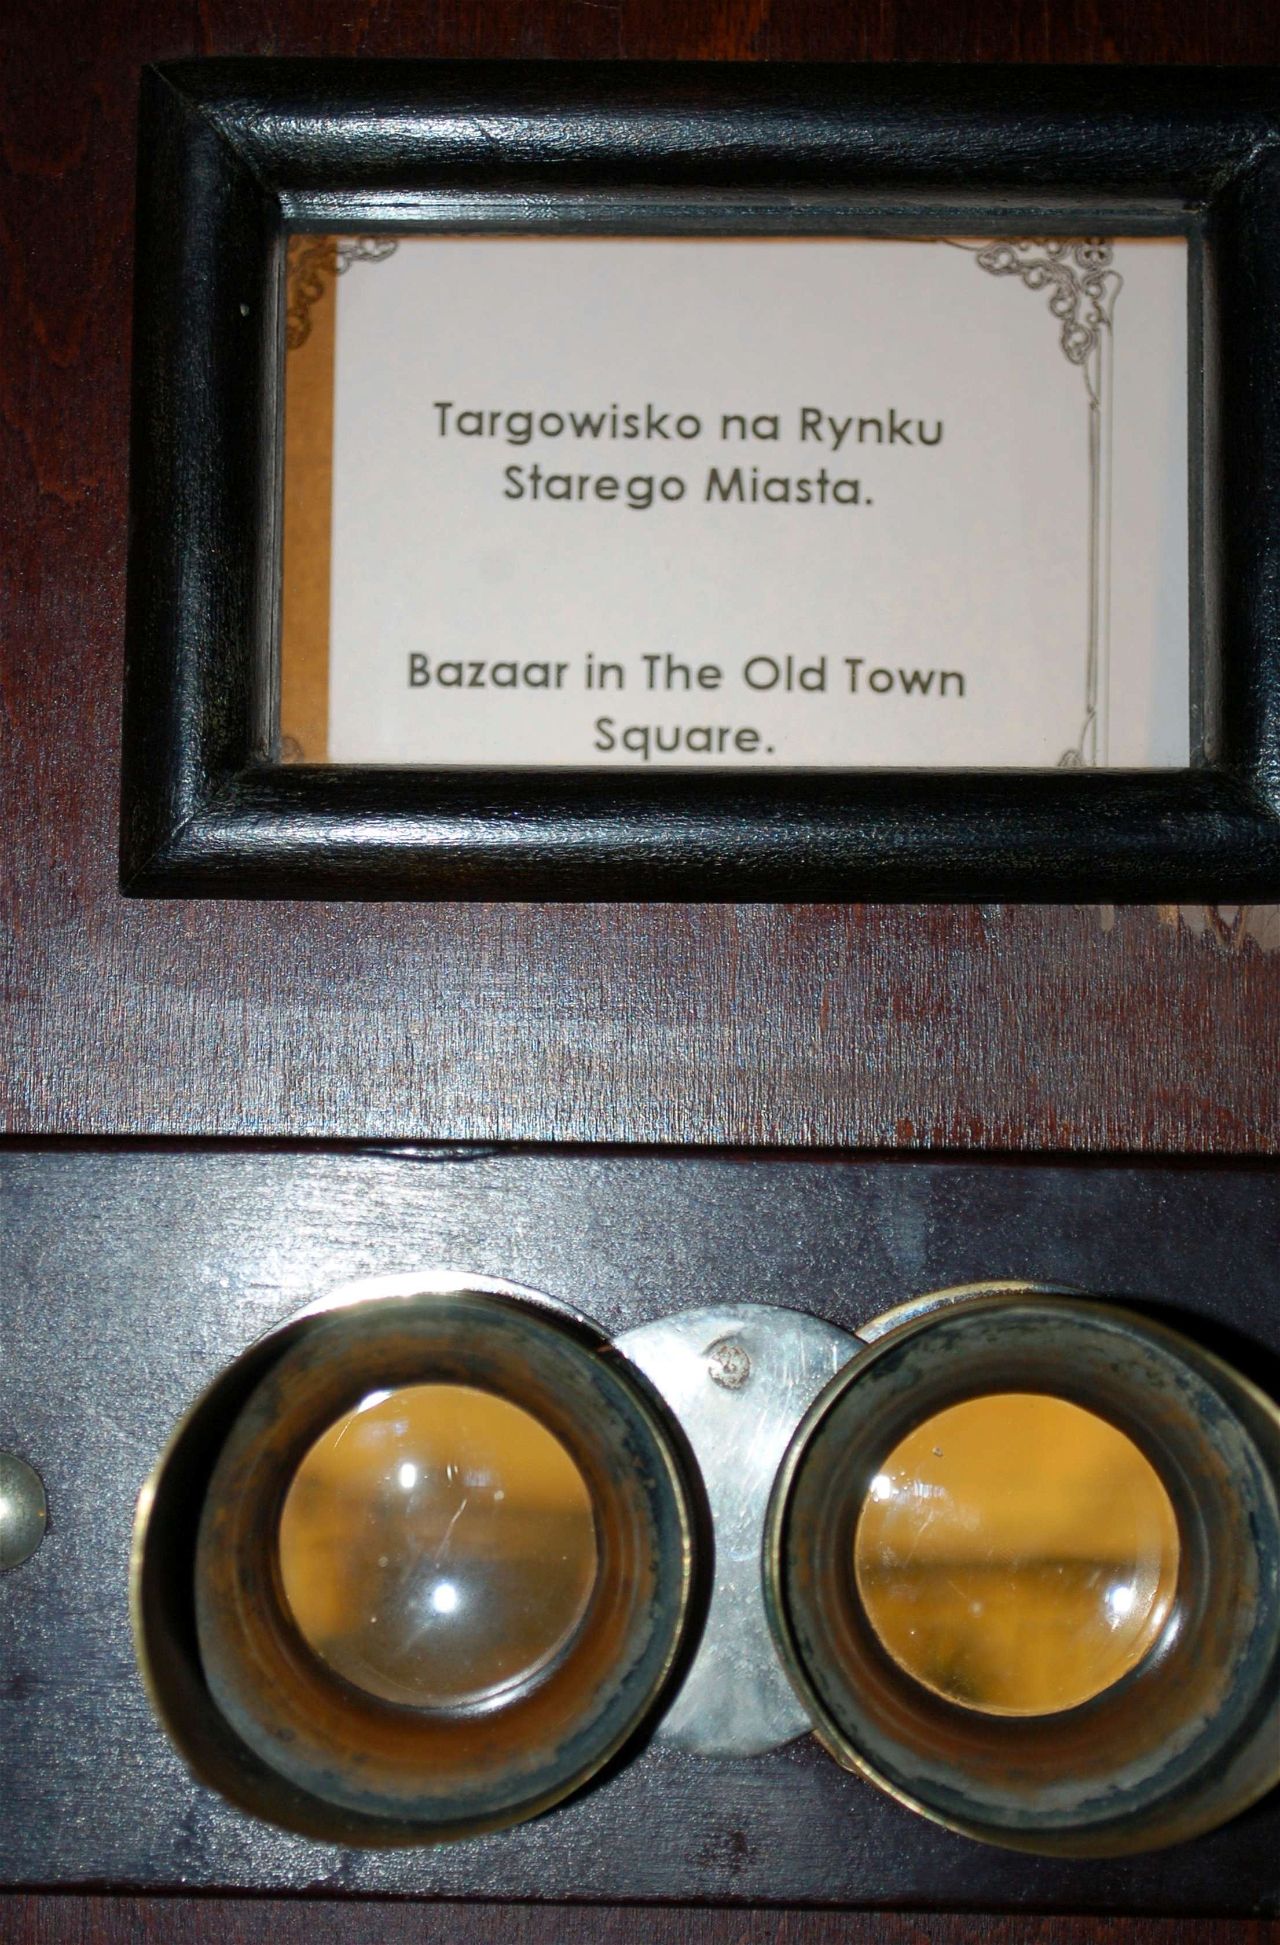 Targowisko na Rynku
Starego Miasta.
Bazaar in The Old Town
Square.